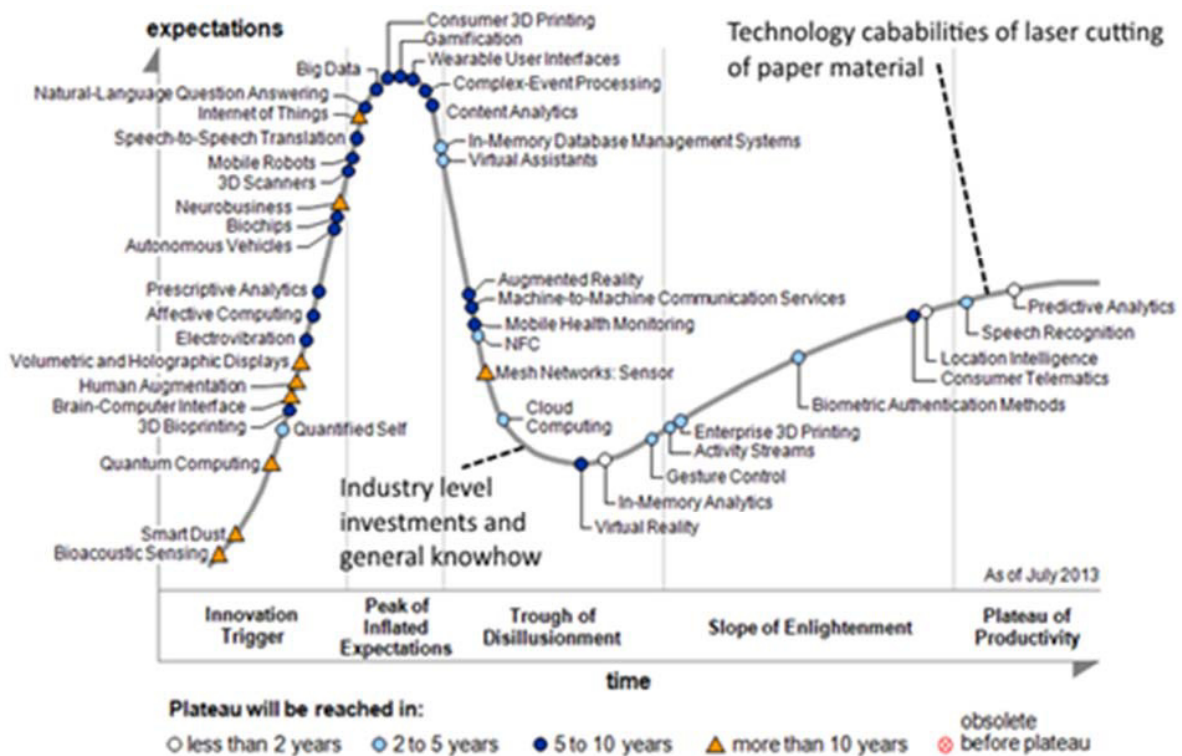 expectations
Technology cababilities of laser cutting
of paper material
Consumer 3D Printing
Gamification
Wearable User Interfaces
Big Data
Complex-Event Processing
Natural-Language Question Answering
Content Analytics
Internet of Things
Speech-to-Speech Translation
In-Memory Database Management Systems
Virtual Assistants
Mobile Robots
3D Scanners
Neurobusiness
Biochips
Autonomous Vehicles
Augmented Reality
Prescriptive Analytics
Machine-to-Machine Communication Services
Affective Computing
Mobile Health Monitoring
Electrovibration
NFC
Volumetric and Holographic Displays
Mesh Networks: Sensor
Human Augmentation
Brain-Computer Interface
3D Bioprinting
Quantified Self
Cloud
Computing
Quantum Computing
Smart Dust
Bioacoustic Sensing
Predictive Analytics
Speech Recognition
Location Intelligence
Consumer Telematics
Biometric Authentication Methods
Enterprise 3D Printing
Activity Streams
Gesture Control
In-Memory Analytics
Virtual Reality
Industry level
investments and
general knowhow
As of July 2013
Innovation
Trigger
Peak of
Inflated
Expectations
Trough of
Disillusionment
Slope of Enlightenment
Plateau of
Productivity
time
Plateau will be reached in:
less than 2 years
2 to 5 years
5 to 10 years
more than 10 years
obsolete
before plateau